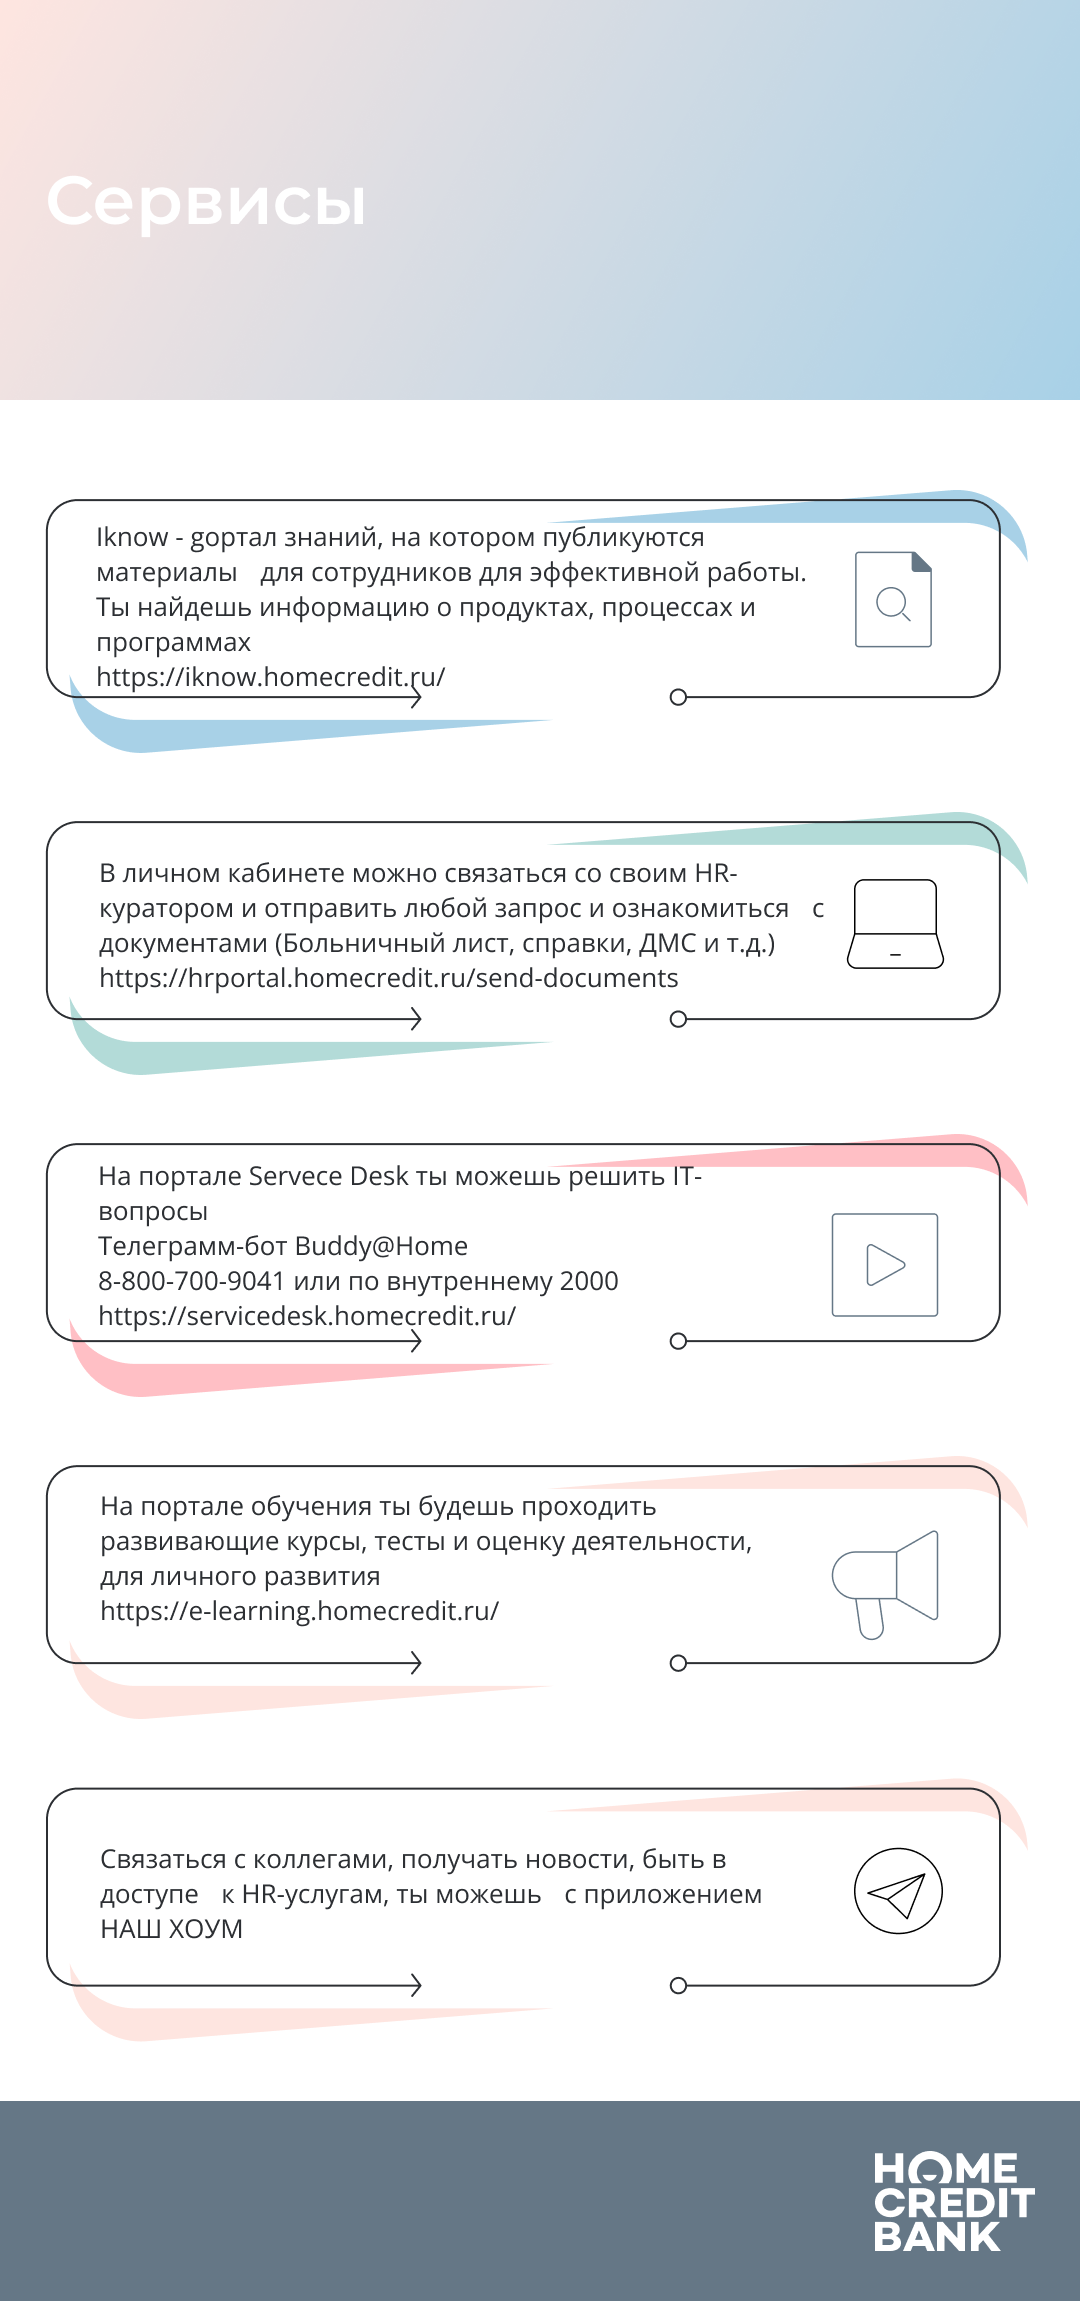 Сервисы
Iknow - gортал знаний, на котором публикуются
материалы для сотрудников для эффективной работы.
Ты найдешь информацию о продуктах, процессах и
программах
https://iknow.homecredit.ru/
В личном кабинете можно связаться со своим HR-
куратором и отправить любой запрос и ознакомиться с
документами (Больничный лист, справки, ДМС и т.д.)
https://hrportal.homecredit.ru/send-documents
На портале Servece Desk ты можешь решить IT-
вопросы
Телеграмм-бот Buddy@Home
8-800-700-9041 или по внутреннему 2000
https://servicedesk.homecredit.ru/
На портале обучения ты будешь проходить
развивающие курсы, тесты и оценку деятельности,
для личного развития
https://e-learning.homecredit.ru/
Связаться с коллегами, получать новости, быть в
доступе к HR-услугам, ты можешь с приложением
НАШ ХОУМ
HOME
CREDIT
BANK